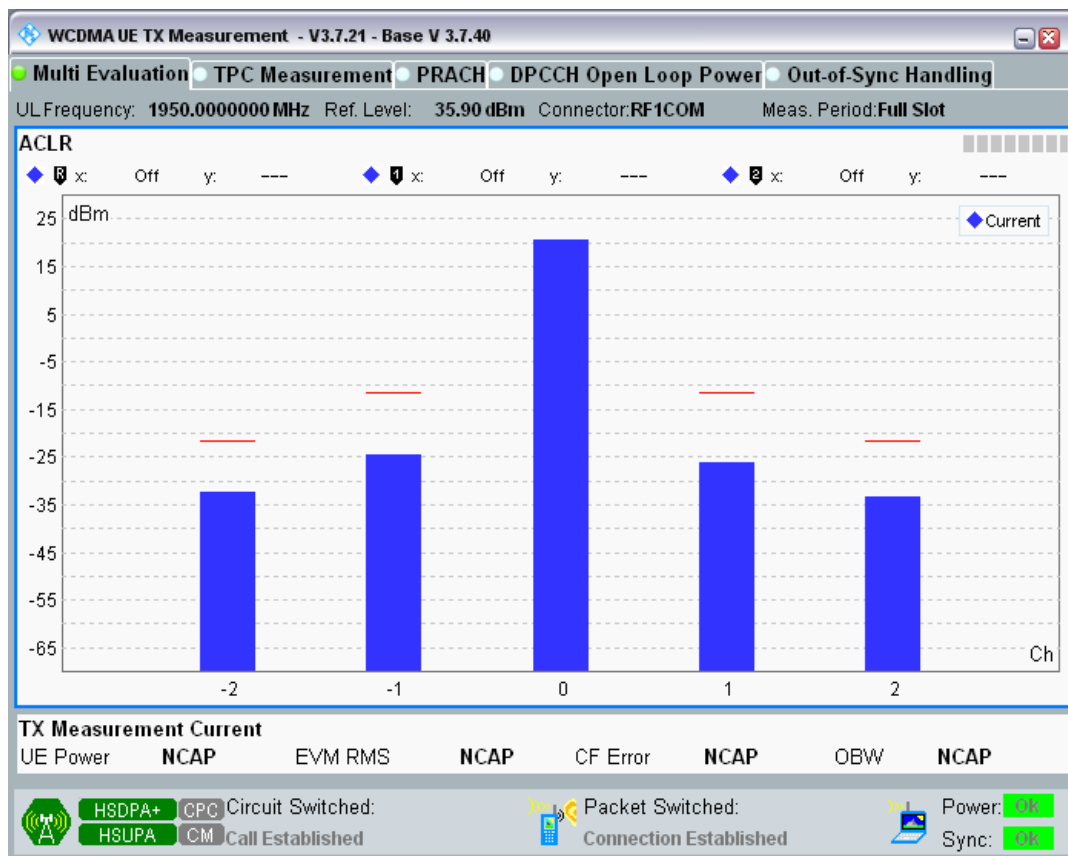 WCDMA UE TX Measurement - V3.7.21 - Base V 3.7.40
Multi Evaluation TPC Measurement PRACH DPCCH Open Loop Power Out-of-Sync Handling
UL Frequency: 1950.0000000 MHz Ref. Level: 35.90 dBm Connector:RF1COM Meas. Period:Full Slot
ACLR
R x: Off y: --- 1 x: Off y: --- 2 x: Off y: ---
dBm
Current
25
15
5
-5
-15
-25
-35
-45
-55
-65
Ch
-2 -1 0 1 2
TX Measurement Current
UE Power NCAP EVM RMS NCAP CF Error NCAP OBW NCAP
HSDPA+ CPC Circuit Switched: Packet Switched: Power: OK
HSUPA CM Call Established Connection Established Sync: OK